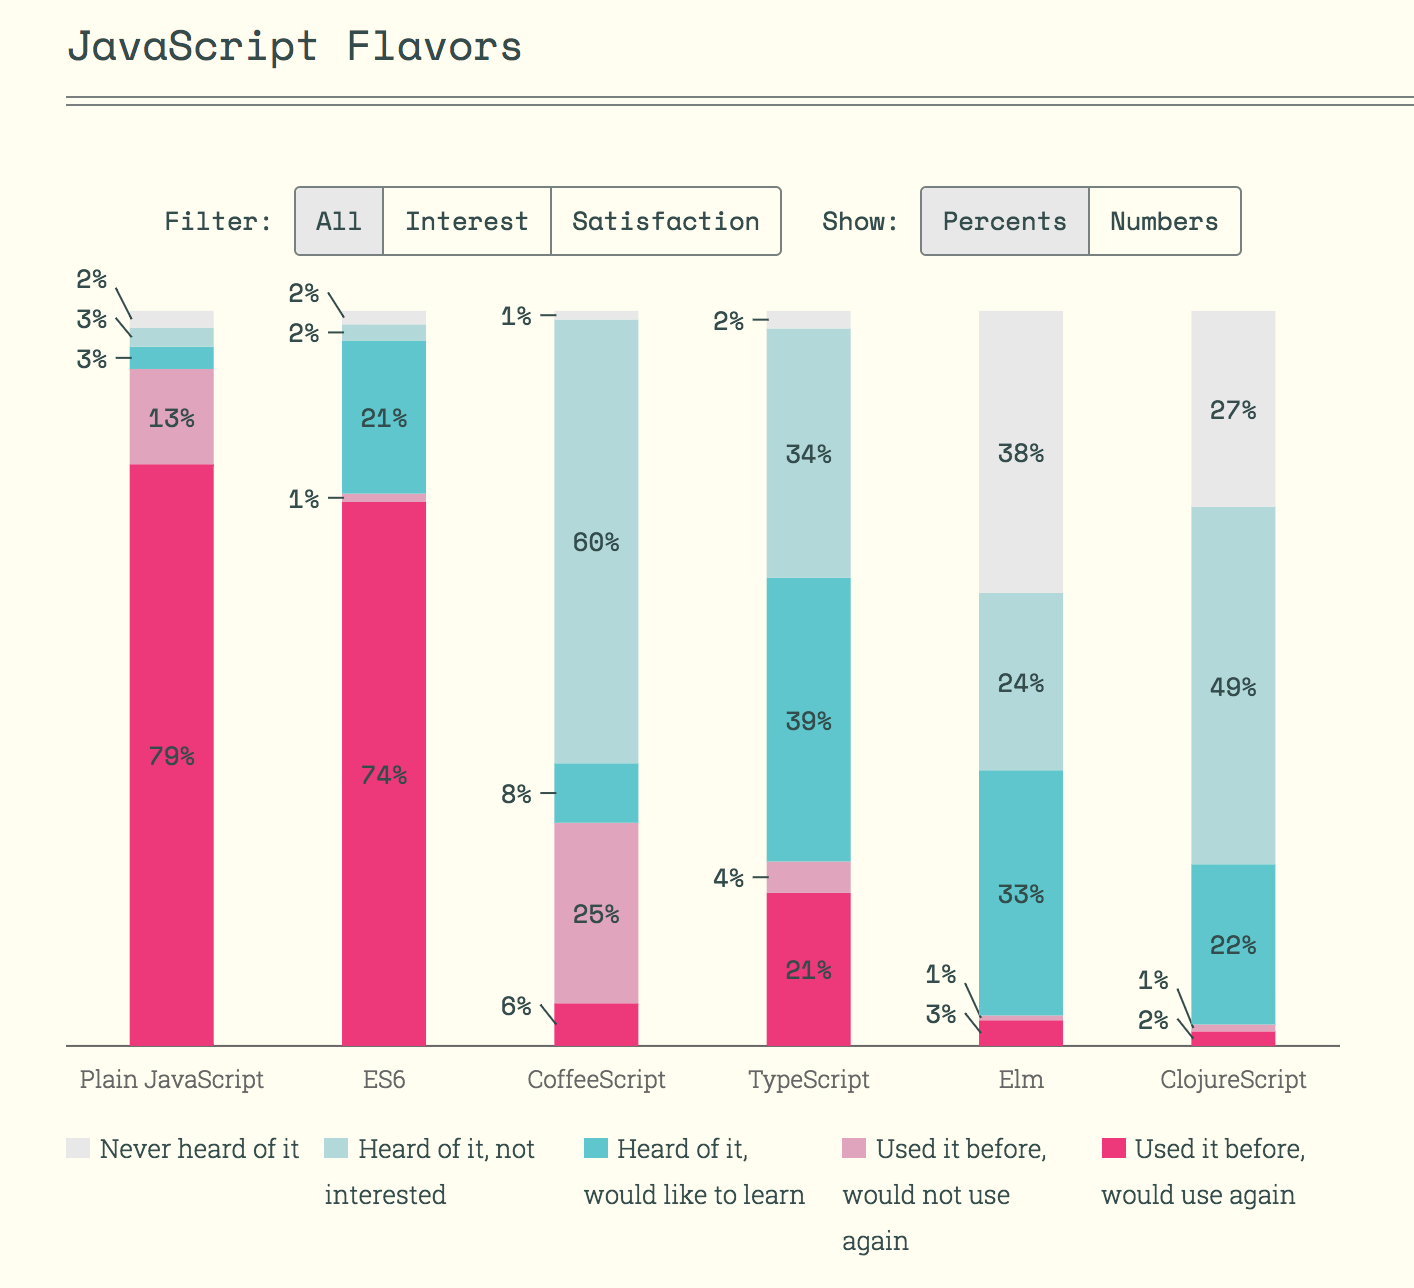 JavaScript Flavors
Filter: All Interest Satisfaction Show: Percents Numbers
2%
3%
3%
13%
79%
2%
2%
21%
1%
74%
1%
60%
8%
25%
6%
2%
34%
39%
4%
21%
38%
24%
33%
1%
3%
27%
49%
22%
1%
2%
Plain JavaScript ES6 CoffeeScript TypeScript Elm ClojureScript
Never heard of it
Heard of it, not
interested
Heard of it,
would like to learn
Used it before,
would not use
again
Used it before,
would use again